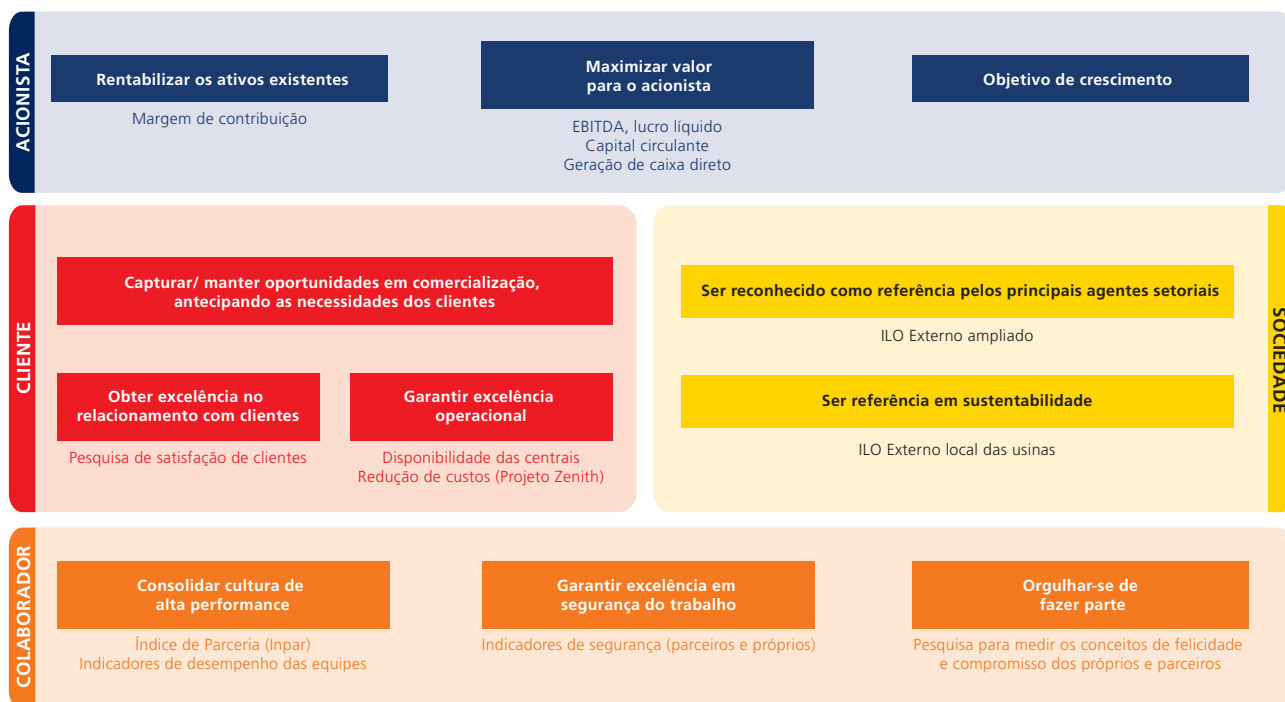 ACIONISTA
Rentabilizar os ativos existentes
Margem de contribuição
Maximizar valor
para o acionista
EBITDA, lucro líquido
Capital circulante
Geração de caixa direto
Objetivo de crescimento
CLIENTE
Capturar/ manter oportunidades em comercialização,
antecipando as necessidades dos clientes
Obter excelência no
relacionamento com clientes
Pesquisa de satisfação de clientes
Garantir excelência
operacional
Disponibilidade das centrais
Redução de custos (Projeto Zenith)
SOCIEDADE
Ser reconhecido como referência pelos principais agentes setoriais
ILO Externo ampliado
Ser referência em sustentabilidade
ILO Externo local das usinas
COLABORADOR
Consolidar cultura de
alta performance
Índice de Parceria (Inpar)
Indicadores de desempenho das equipes
Garantir excelência em
segurança do trabalho
Indicadores de segurança (parceiros e próprios)
Orgulhar-se de
fazer parte
Pesquisa para medir os conceitos de felicidade
e compromisso dos próprios e parceiros